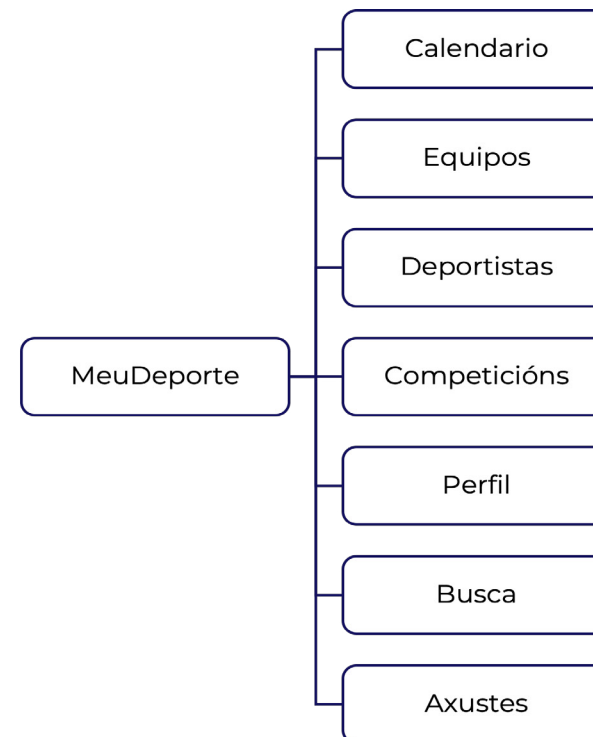 Calendario
Equipos
Deportistas
MeuDeporte
Competicións
Perfil
Busca
Axustes